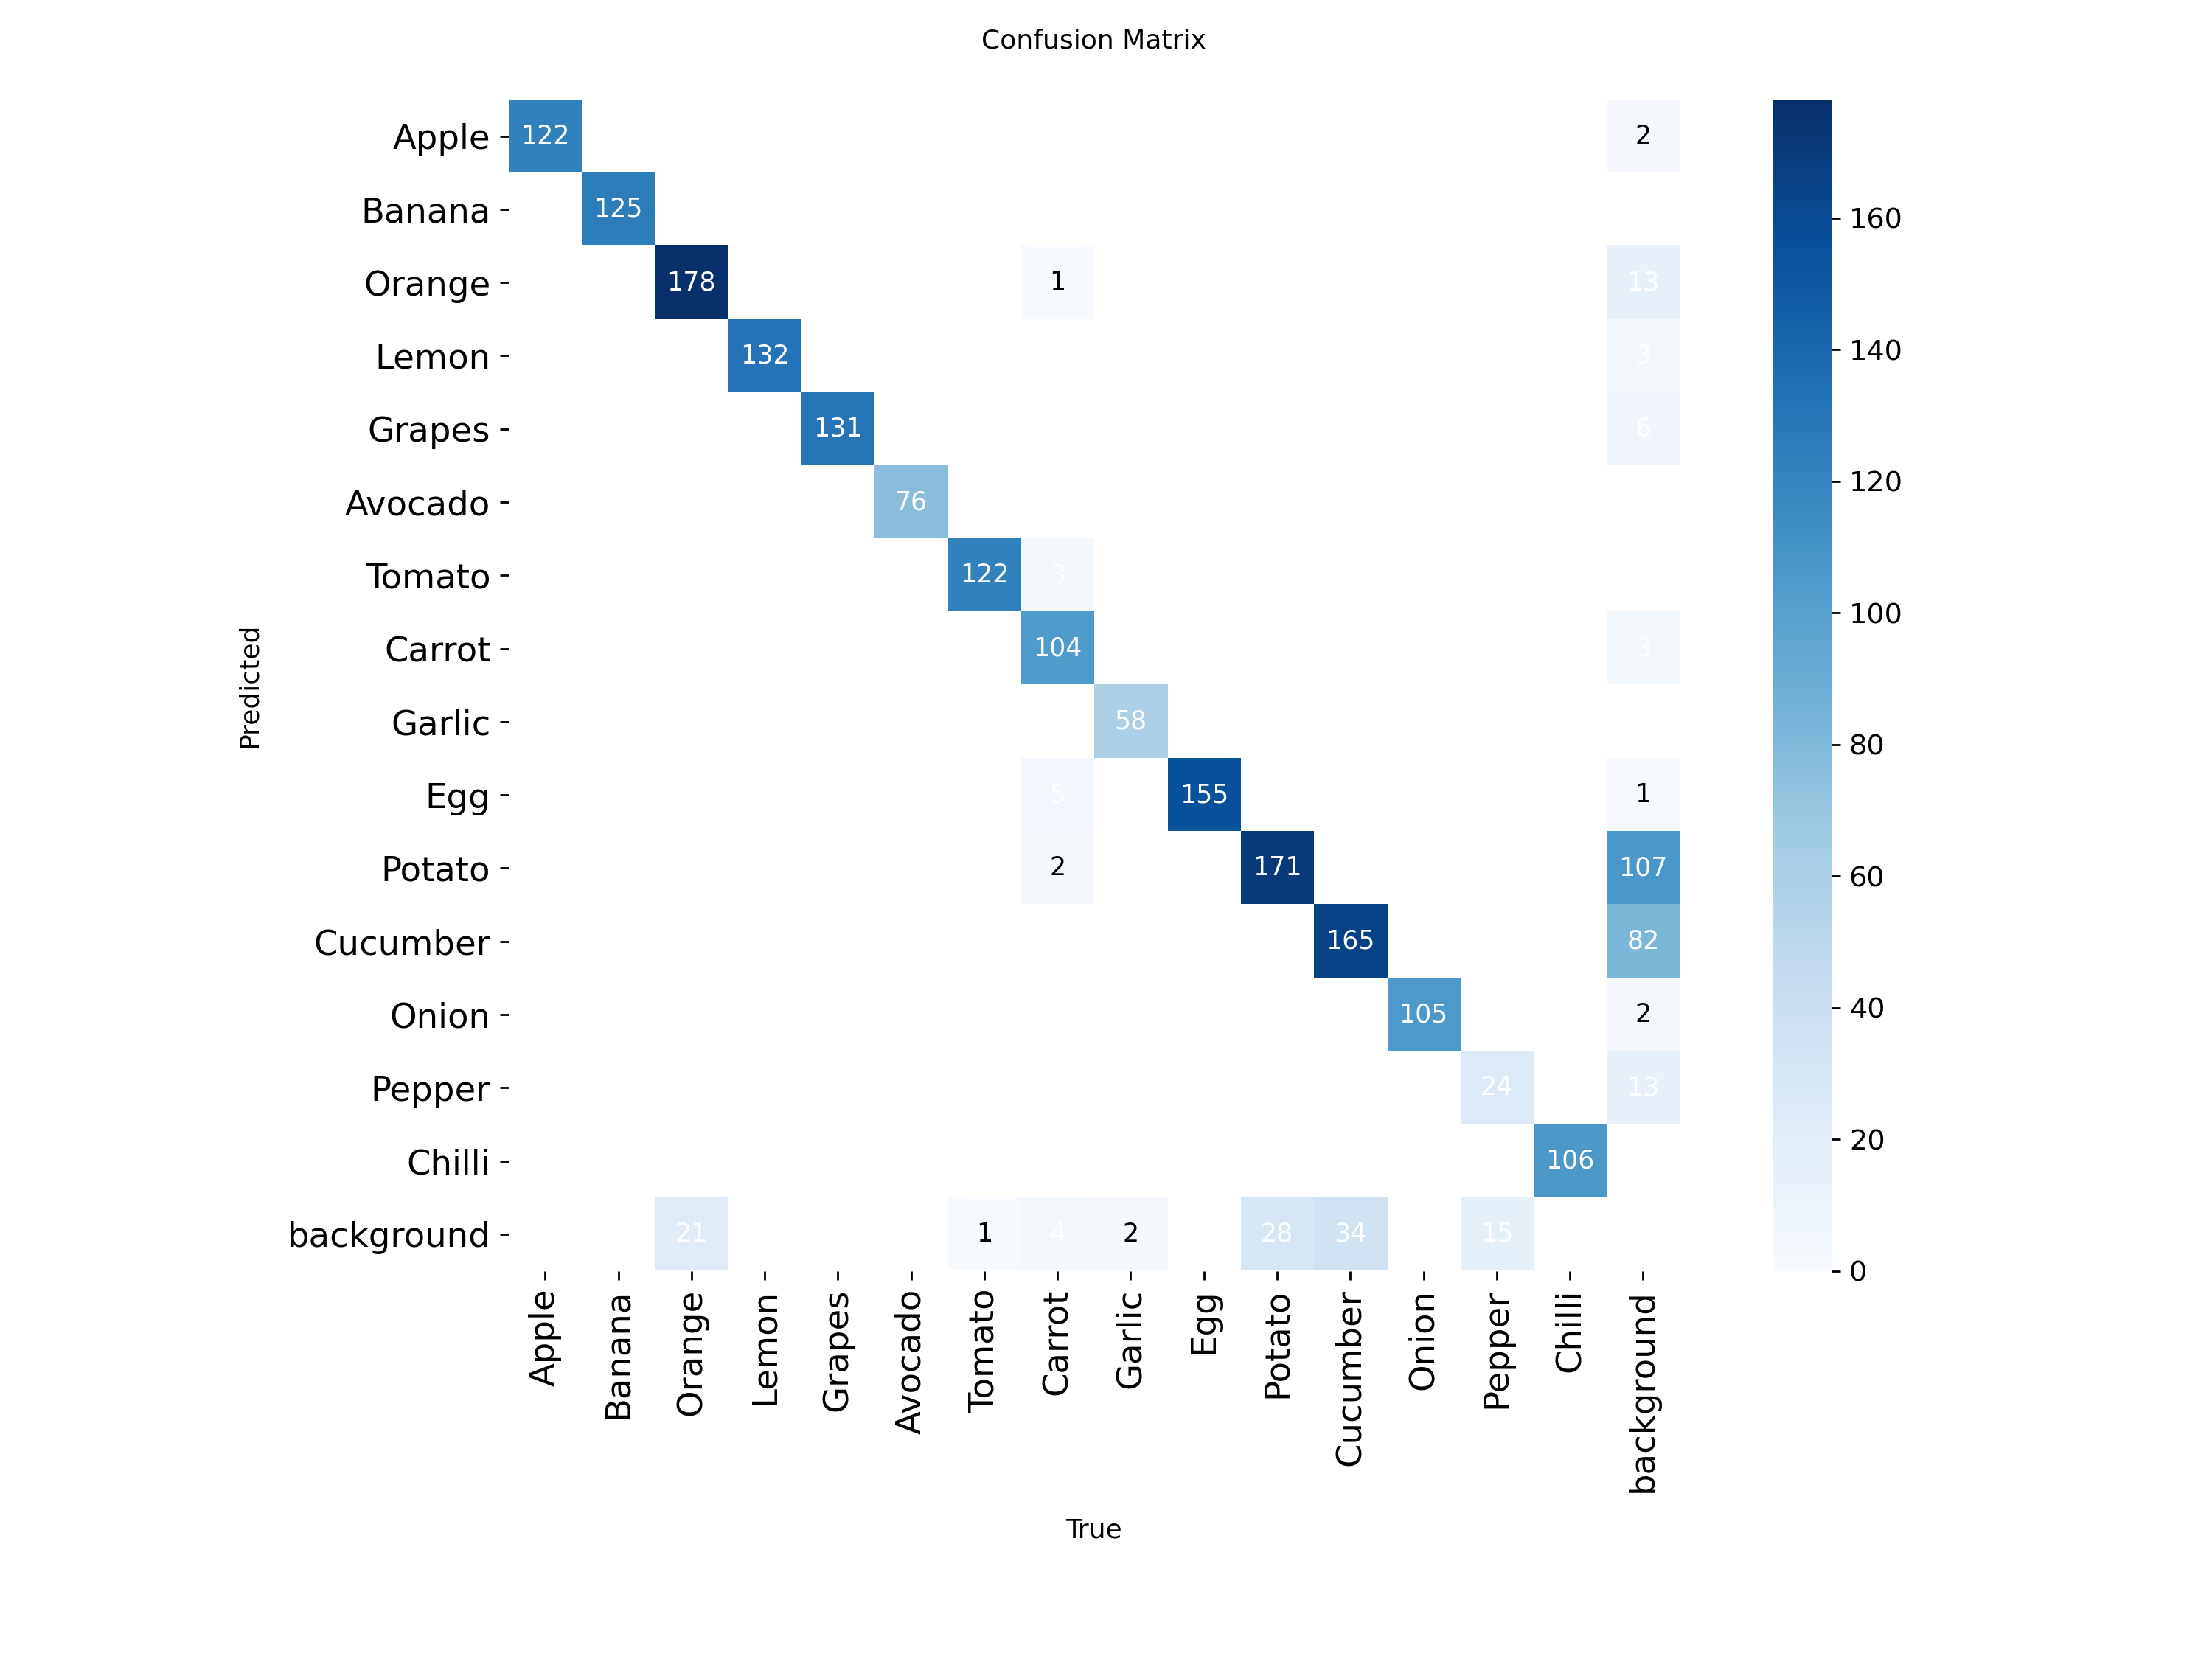 Confusion Matrix
Apple 122 2
Banana 125
160
Orange 178 1 13
Lemon 132 3
140
Grapes 131 6
120
Avocado 76
Tomato 122 3
100
Carrot 104 3
Predicted
Garlic 58
80
Egg 5 155 1
Potato 2 171 107
60
Cucumber 165 82
40
Onion 105 2
Pepper 24 13
20
Chilli 106
background 21 1 4 2 28 34 15
0
Apple
Banana
Orange
Lemon
Grapes
Avocado
Tomato
Carrot
Garlic
Egg
Potato
Cucumber
Onion
Pepper
Chilli
background
True